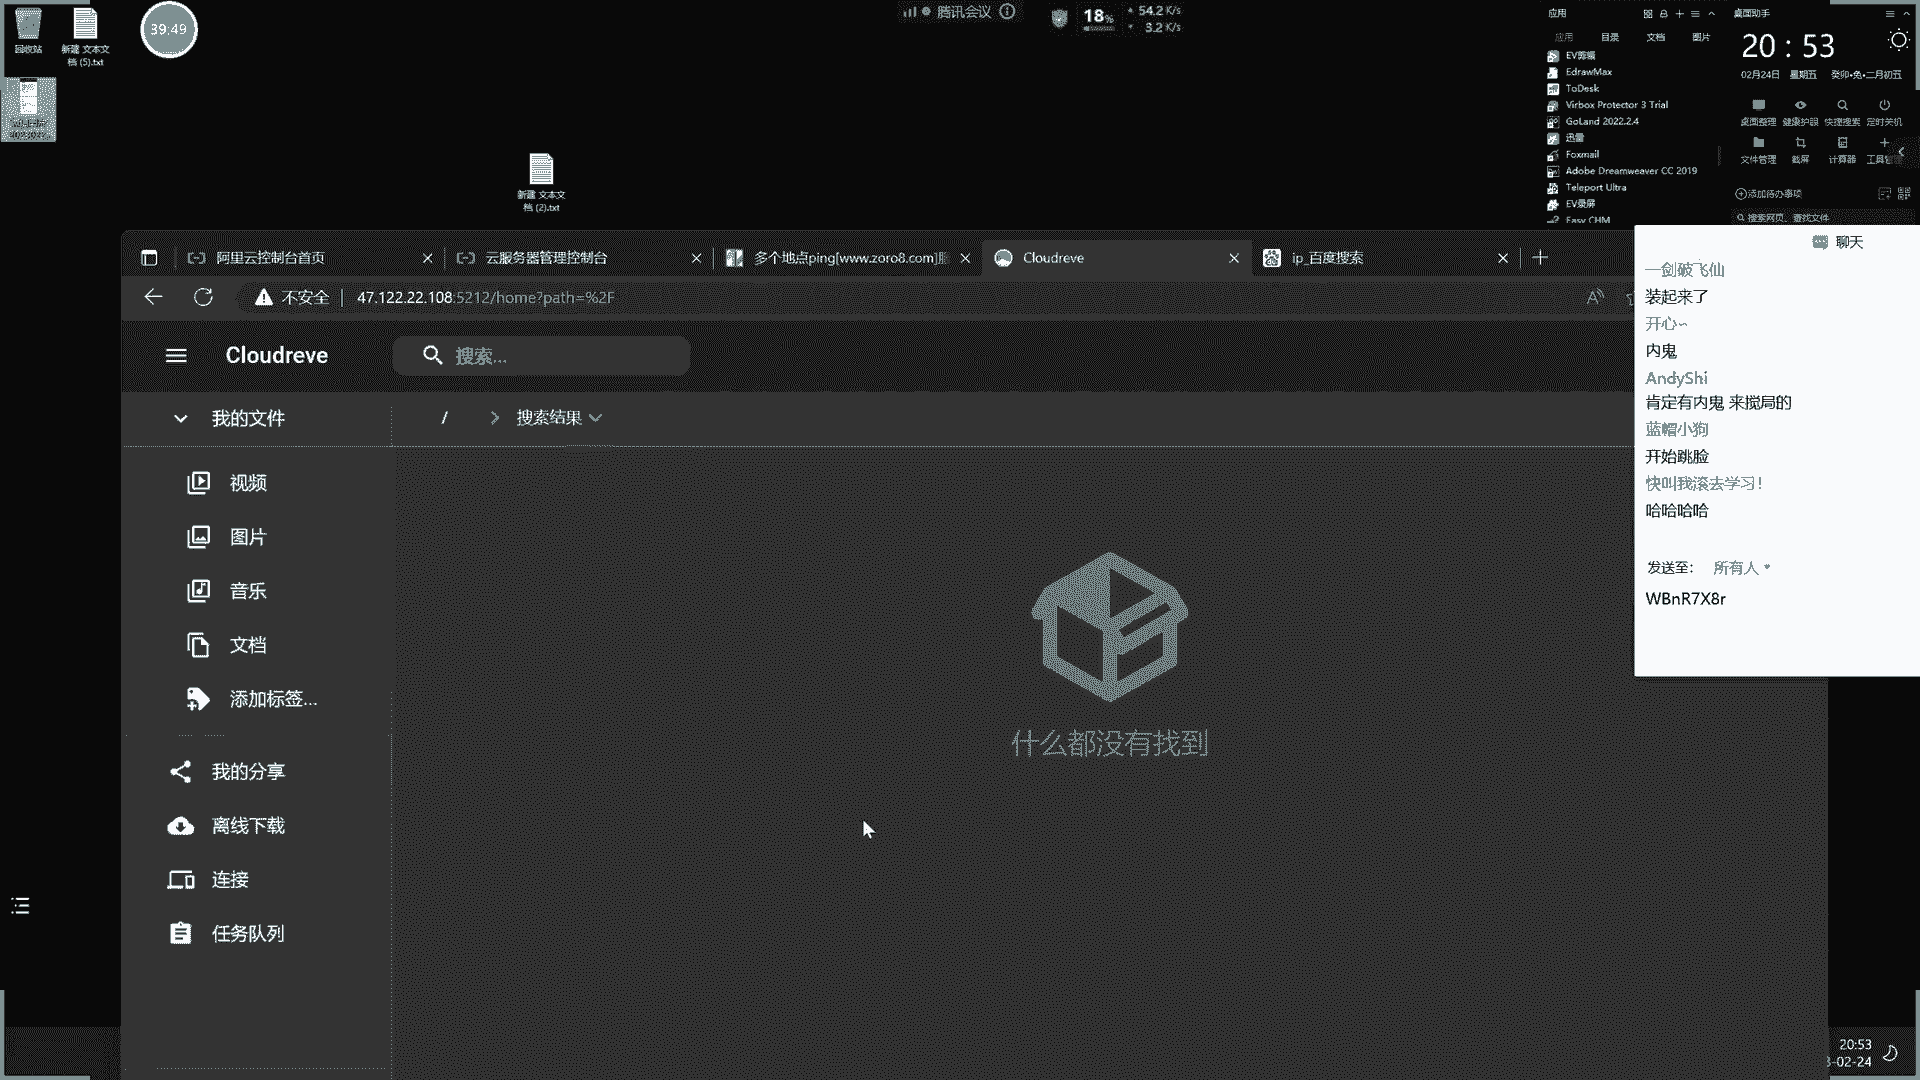 回收站
新建 文本文
档 (5).txt
39:49
腾讯会议
18%
54.2 K/s
3.2 K/s
新建 文本文
档 (2).txt
应用
应用 目录 文档 图片
EV剪辑
EdrawMax
ToDesk
Virbox Protector 3 Trial
GoLand 2022.2.4
迅雷
Foxmail
Adobe Dreamweaver CC 2019
Teleport Ultra
EV录屏
Easy CHM
桌面助手
20 : 53
02月24日 星期五 癸卯•兔•二月初五
桌面整理 健康护眼 快捷搜索 定时关机
文件管理 截屏 计算器
添加待办事项
搜索网页、查找文件
阿里云控制台首页
云服务器管理控制台
多个地点ping[www.zoro8.com]
Cloudreve
ip_百度搜索
不安全
47.122.22.108:5212/home?path=%2F
Cloudreve
搜索...
我的文件
/ > 搜索结果
视频
图片
音乐
文档
添加标签...
我的分享
离线下载
连接
任务队列
什么都没有找到
聊天
一剑破飞仙
装起来了
开心~
内鬼
AndyShi
肯定有内鬼 来搅局的
蓝帽小狗
开始跳脸
快叫我滚去学习！
哈哈哈哈
发送至： 所有人
WBnR7X8r
20:53
-02-24